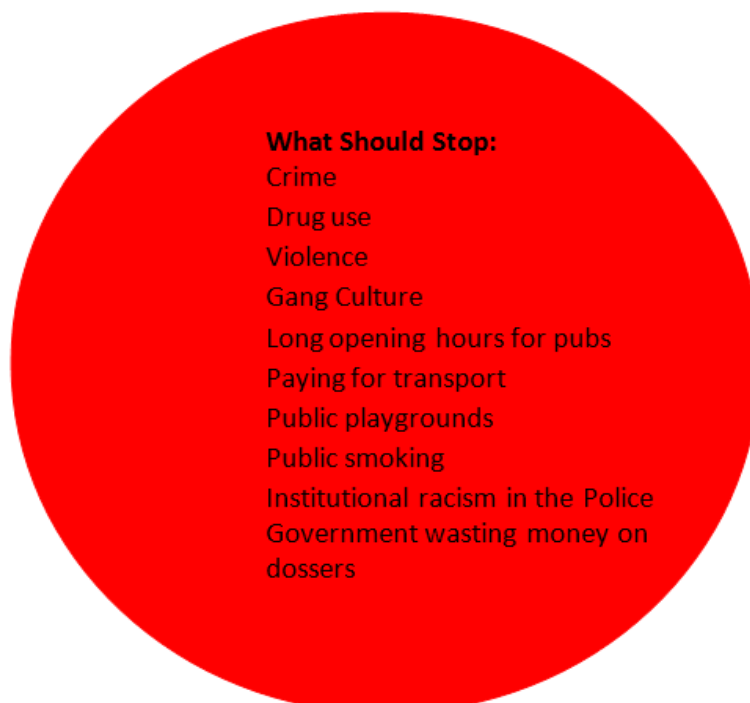 What Should Stop:
Crime
Drug use
Violence
Gang Culture
Long opening hours for pubs
Paying for transport
Public playgrounds
Public smoking
Institutional racism in the Police
Government wasting money on
dossers